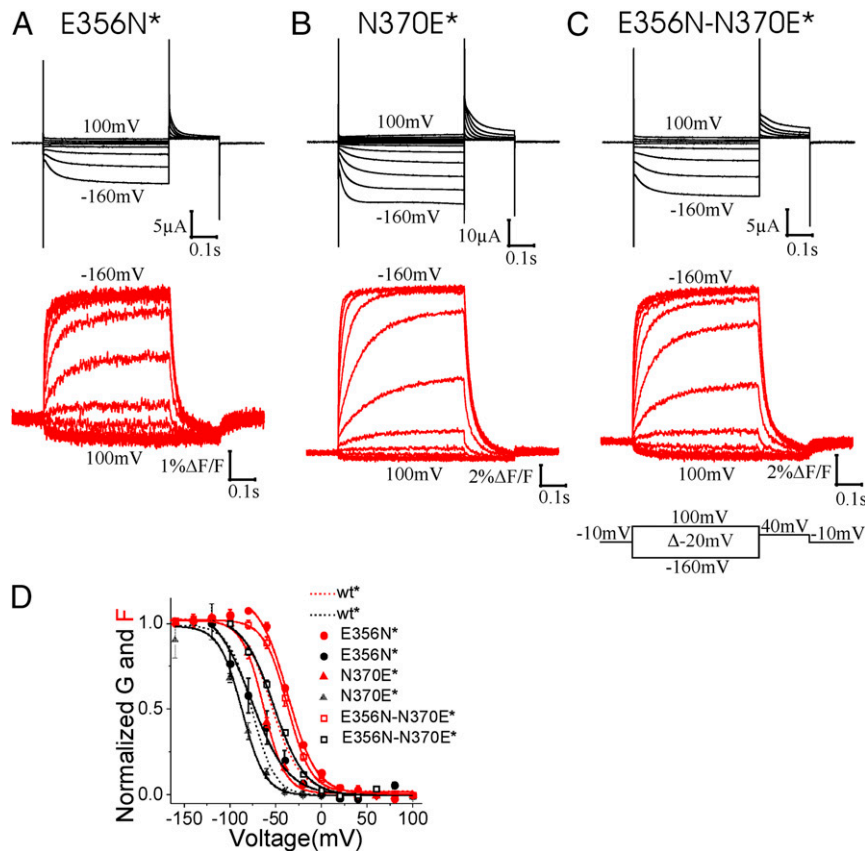 A E356N*
100mV
-160mV
5µA
0.1s
-160mV
100mV
1%ΔF/F
0.1s
B N370E*
100mV
-160mV
10µA
0.1s
-160mV
100mV
2%ΔF/F
0.1s
C E356N-N370E*
100mV
-160mV
5µA
0.1s
-160mV
100mV
2%ΔF/F
0.1s
-10mV
100mV
Δ-20mV
-160mV
40mV
-10mV
D
Normalized G and F
1.0
0.5
0.0
-150 -100 -50 0 50 100
Voltage(mV)
wt*
wt*
E356N*
E356N*
N370E*
N370E*
E356N-N370E*
E356N-N370E*